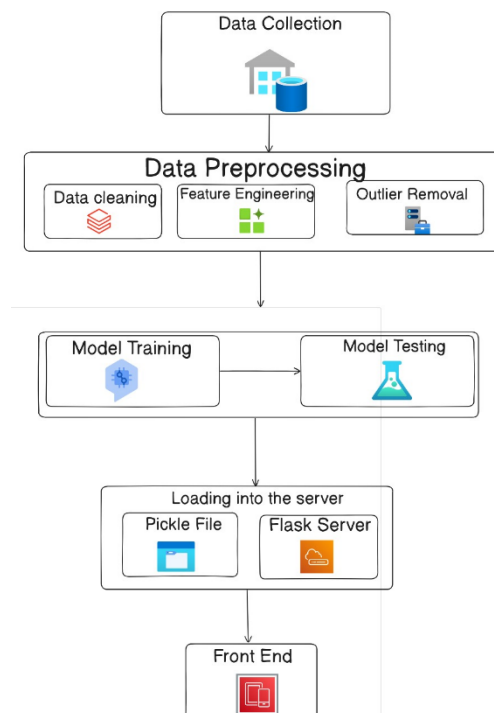 Data Collection
Data Preprocessing
Data cleaning
Feature Engineering
Outlier Removal
Model Training
Model Testing
Loading into the server
Pickle File
Flask Server
Front End